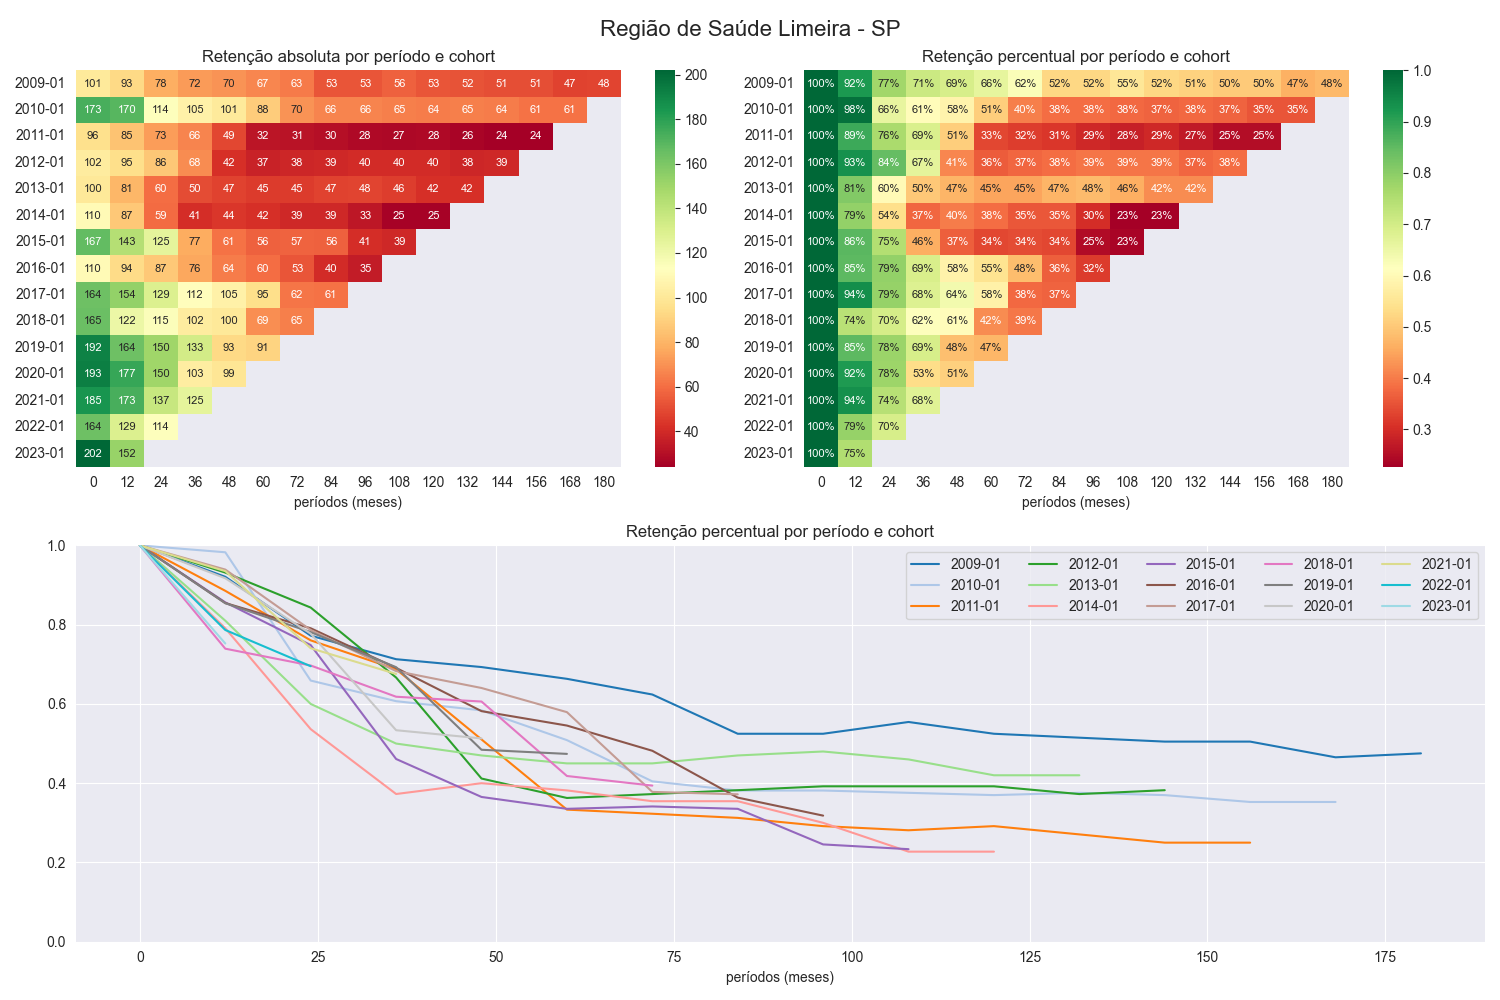 Região de Saúde Limeira - SP
Retenção absoluta por período e cohort
2009-01 101 93 78 72 70 67 63 53 53 56 53 52 51 51 47 48
2010-01 173 170 114 105 101 88 70 66 66 65 64 65 64 61 61
2011-01 96 85 73 66 49 32 31 30 28 27 28 26 24 24
2012-01 102 95 86 68 42 37 38 39 40 40 40 38 39
2013-01 100 81 60 50 47 45 45 47 48 46 42 42
2014-01 110 87 59 41 44 42 39 39 33 25 25
2015-01 167 143 125 77 61 56 57 56 41 39
2016-01 110 94 87 76 64 60 53 40 35
2017-01 164 154 129 112 105 95 62 61
2018-01 165 122 115 102 100 69 65
2019-01 192 164 150 133 93 91
2020-01 193 177 150 103 99
2021-01 185 173 137 125
2022-01 164 129 114
2023-01 202 152
0 12 24 36 48 60 72 84 96 108 120 132 144 156 168 180
períodos (meses)
200
180
160
140
120
100
80
60
40
Retenção percentual por período e cohort
2009-01 100% 92% 77% 71% 69% 66% 62% 52% 52% 55% 52% 51% 50% 50% 47% 48%
2010-01 100% 98% 66% 61% 58% 51% 40% 38% 38% 38% 37% 38% 37% 35% 35%
2011-01 100% 89% 76% 69% 51% 33% 32% 31% 29% 28% 29% 27% 25% 25%
2012-01 100% 93% 84% 67% 41% 36% 37% 38% 39% 39% 39% 37% 38%
2013-01 100% 81% 60% 50% 47% 45% 45% 47% 48% 46% 42% 42%
2014-01 100% 79% 54% 37% 40% 38% 35% 35% 30% 23% 23%
2015-01 100% 86% 75% 46% 37% 34% 34% 34% 25% 23%
2016-01 100% 85% 79% 69% 58% 55% 48% 36% 32%
2017-01 100% 94% 79% 68% 64% 58% 38% 37%
2018-01 100% 74% 70% 62% 61% 42% 39%
2019-01 100% 85% 78% 69% 48% 47%
2020-01 100% 92% 78% 53% 51%
2021-01 100% 94% 74% 68%
2022-01 100% 79% 70%
2023-01 100% 75%
0 12 24 36 48 60 72 84 96 108 120 132 144 156 168 180
períodos (meses)
1.0
0.9
0.8
0.7
0.6
0.5
0.4
0.3
Retenção percentual por período e cohort
2009-01 2012-01 2015-01 2018-01 2021-01
2010-01 2013-01 2016-01 2019-01 2022-01
2011-01 2014-01 2017-01 2020-01 2023-01
1.0
0.8
0.6
0.4
0.2
0.0
0 25 50 75 100 125 150 175
períodos (meses)